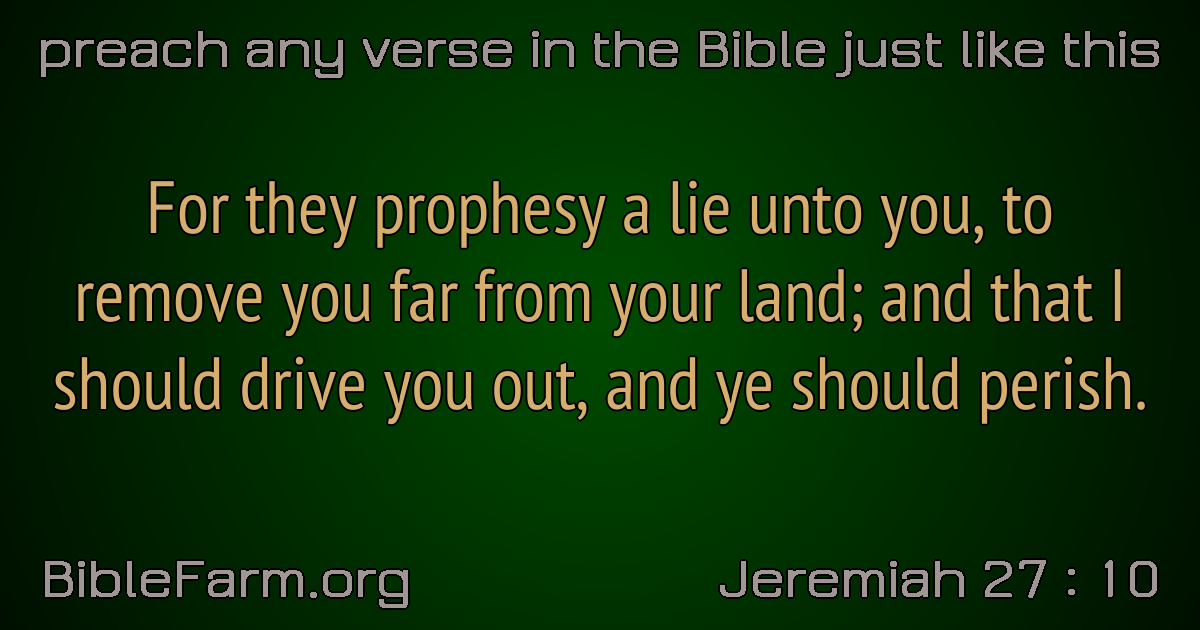 preach any verse in the Bible just like this
For they prophesy a lie unto you, to
remove you far from your land; and that I
should drive you out, and ye should perish.
BibleFarm.org
Jeremiah 27 : 10